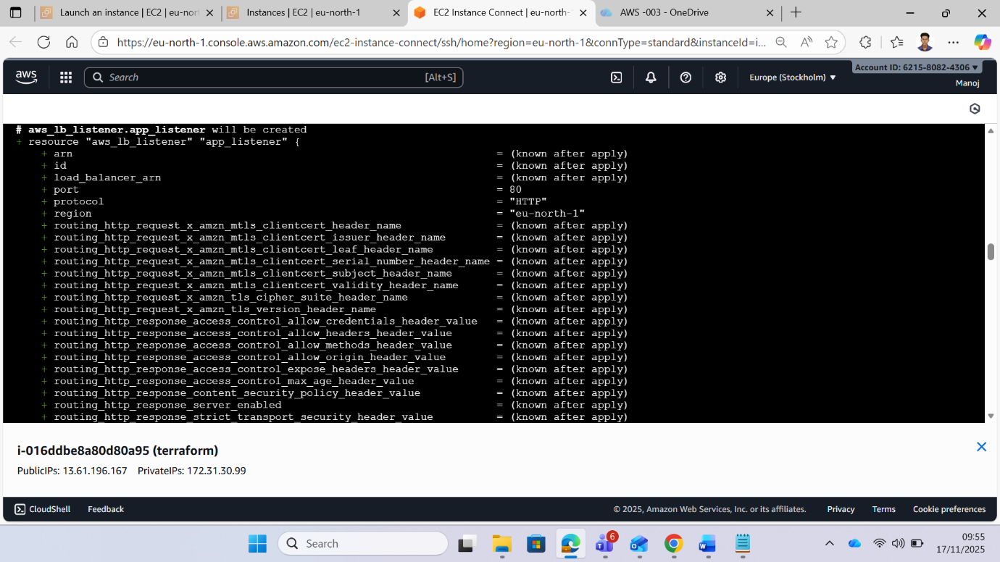 Launch an instance | EC2 | eu-nort
Instances | EC2 | eu-north-1
EC2 Instance Connect | eu-north-
AWS -003 - OneDrive
https://eu-north-1.console.aws.amazon.com/ec2-instance-connect/ssh/home?region=eu-north-1&connType=standard&instanceId=i...
aws
Search [Alt+S]
Europe (Stockholm) ▼
Account ID: 6215-8082-4306 ▼
Manoj
# aws_lb_listener.app_listener will be created
+ resource "aws_lb_listener" "app_listener" {
+ arn = (known after apply)
+ id = (known after apply)
+ load_balancer_arn = (known after apply)
+ port = 80
+ protocol = "HTTP"
+ region = "eu-north-1"
+ routing_http_request_x_amzn_mtls_clientcert_header_name = (known after apply)
+ routing_http_request_x_amzn_mtls_clientcert_issuer_header_name = (known after apply)
+ routing_http_request_x_amzn_mtls_clientcert_leaf_header_name = (known after apply)
+ routing_http_request_x_amzn_mtls_clientcert_serial_number_header_name = (known after apply)
+ routing_http_request_x_amzn_mtls_clientcert_subject_header_name = (known after apply)
+ routing_http_request_x_amzn_mtls_clientcert_validity_header_name = (known after apply)
+ routing_http_request_x_amzn_tls_cipher_suite_header_name = (known after apply)
+ routing_http_request_x_amzn_tls_version_header_name = (known after apply)
+ routing_http_response_access_control_allow_credentials_header_value = (known after apply)
+ routing_http_response_access_control_allow_headers_header_value = (known after apply)
+ routing_http_response_access_control_allow_methods_header_value = (known after apply)
+ routing_http_response_access_control_allow_origin_header_value = (known after apply)
+ routing_http_response_access_control_expose_headers_header_value = (known after apply)
+ routing_http_response_access_control_max_age_header_value = (known after apply)
+ routing_http_response_content_security_policy_header_value = (known after apply)
+ routing_http_response_server_enabled = (known after apply)
+ routing_http_response_strict_transport_security_header_value = (known after apply)
i-016ddbe8a80d80a95 (terraform)
PublicIPs: 13.61.196.167 PrivateIPs: 172.31.30.99
CloudShell Feedback © 2025, Amazon Web Services, Inc. or its affiliates. Privacy Terms Cookie preferences
Search
6
09:55
17/11/2025